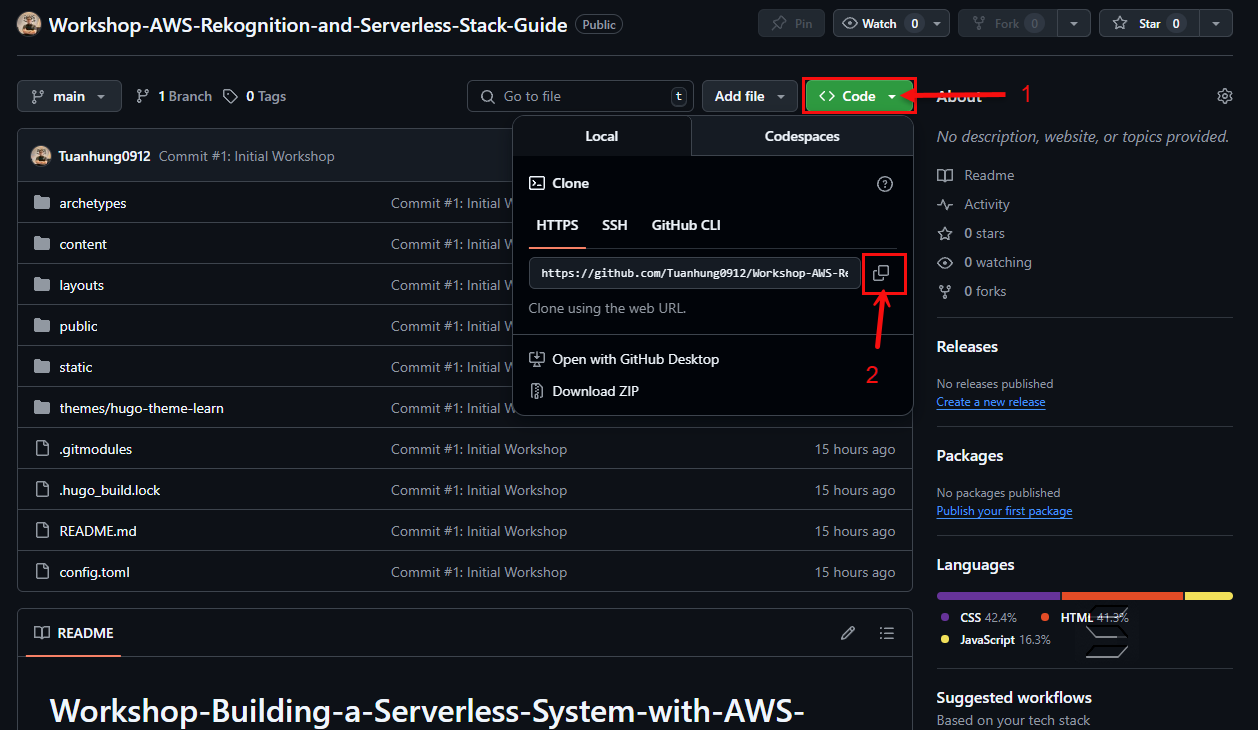 Workshop-AWS-Rekognition-and-Serverless-Stack-Guide Public Pin Watch 0 Fork 0 Star 0
main 1 Branch 0 Tags Go to file t Add file <> Code 1 About
Local Codespaces
No description, website, or topics provided.
Tuanhung0912 Commit #1: Initial Workshop
Clone
Readme
archetypes Commit #1: Initial
Activity
HTTPS SSH GitHub CLI
0 stars
content Commit #1: Initial
0 watching
https://github.com/Tuanhung0912/Workshop-AWS-Re
layouts Commit #1: Initial
0 forks
Clone using the web URL.
public Commit #1: Initial
Releases
Open with GitHub Desktop
static Commit #1: Initial
2
No releases published
Download ZIP
Create a new release
themes/hugo-theme-learn Commit #1: Initial
.gitmodules Commit #1: Initial Workshop 15 hours ago
Packages
.hugo_build.lock Commit #1: Initial Workshop 15 hours ago
No packages published
Publish your first package
README.md Commit #1: Initial Workshop 15 hours ago
Languages
config.toml Commit #1: Initial Workshop 15 hours ago
CSS 42.4% HTML 41.3%
JavaScript 16.3%
README
Suggested workflows
Based on your tech stack
Workshop-Building-a-Serverless-System-with-AWS-